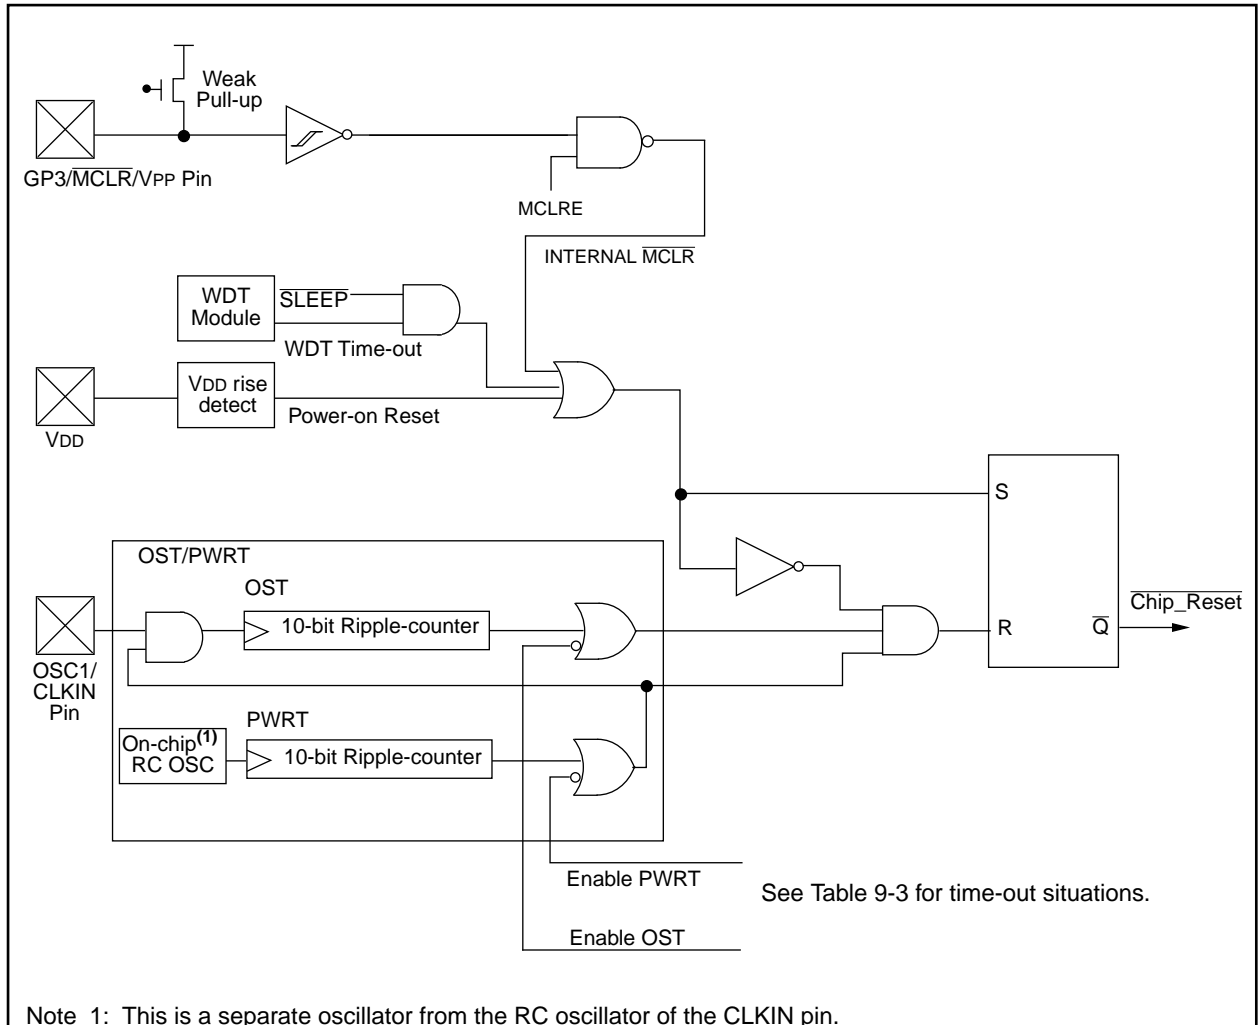 Weak
Pull-up
GP3/MCLR/VPP Pin
MCLRE
INTERNAL MCLR
WDT
Module
SLEEP
WDT Time-out
VDD rise
detect
Power-on Reset
VDD
S
OST/PWRT
OST
10-bit Ripple-counter
OSC1/
CLKIN
Pin
R
Q
Chip_Reset
PWRT
On-chip(1)
RC OSC
10-bit Ripple-counter
Enable PWRT
See Table 9-3 for time-out situations.
Enable OST
Note 1: This is a separate oscillator from the RC oscillator of the CLKIN pin.